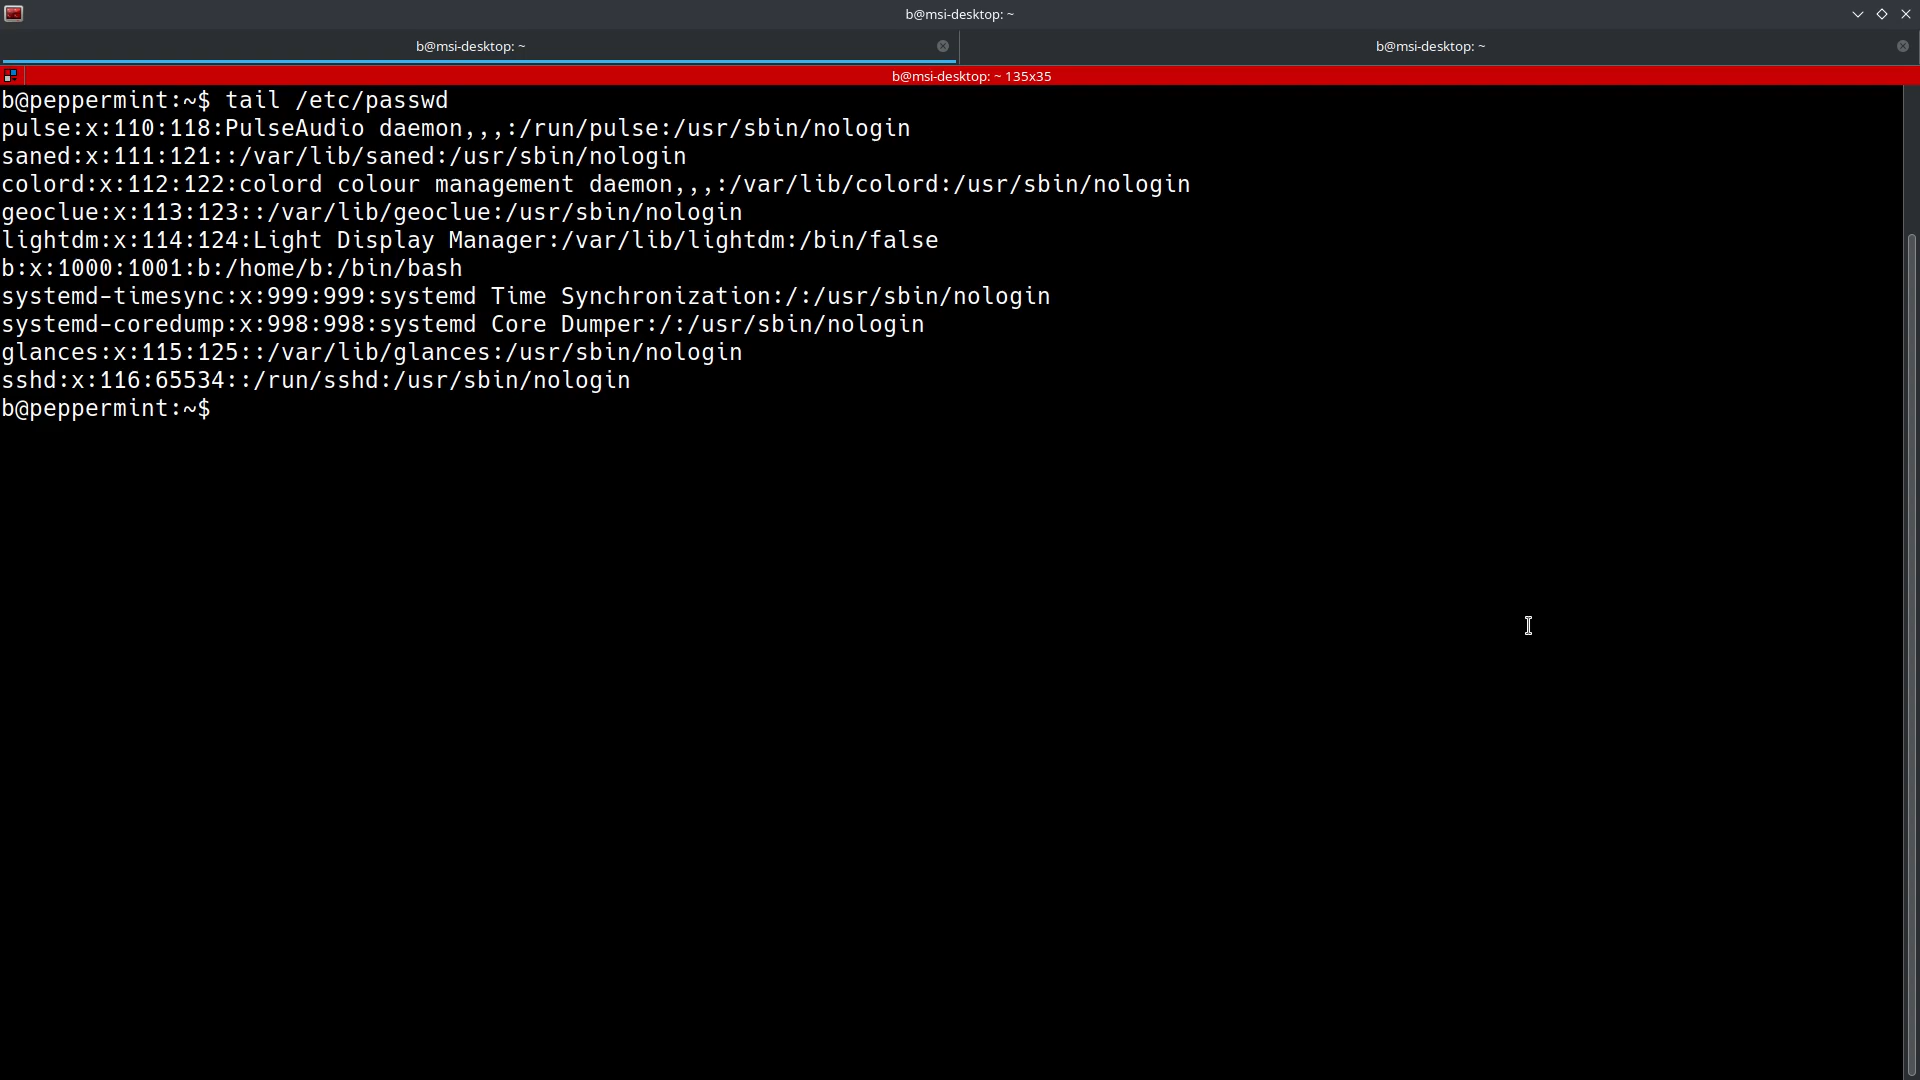 b@msi-desktop: ~
b@msi-desktop: ~
b@msi-desktop: ~
b@msi-desktop: ~ 135x35
b@peppermint:~$ tail /etc/passwd
pulse:x:110:118:PulseAudio daemon,,,:/run/pulse:/usr/sbin/nologin
saned:x:111:121::/var/lib/saned:/usr/sbin/nologin
colord:x:112:122:colord colour management daemon,,,:/var/lib/colord:/usr/sbin/nologin
geoclue:x:113:123::/var/lib/geoclue:/usr/sbin/nologin
lightdm:x:114:124:Light Display Manager:/var/lib/lightdm:/bin/false
b:x:1000:1001:b:/home/b:/bin/bash
systemd-timesync:x:999:999:systemd Time Synchronization:/:/usr/sbin/nologin
systemd-coredump:x:998:998:systemd Core Dumper:/:/usr/sbin/nologin
glances:x:115:125::/var/lib/glances:/usr/sbin/nologin
sshd:x:116:65534::/run/sshd:/usr/sbin/nologin
b@peppermint:~$